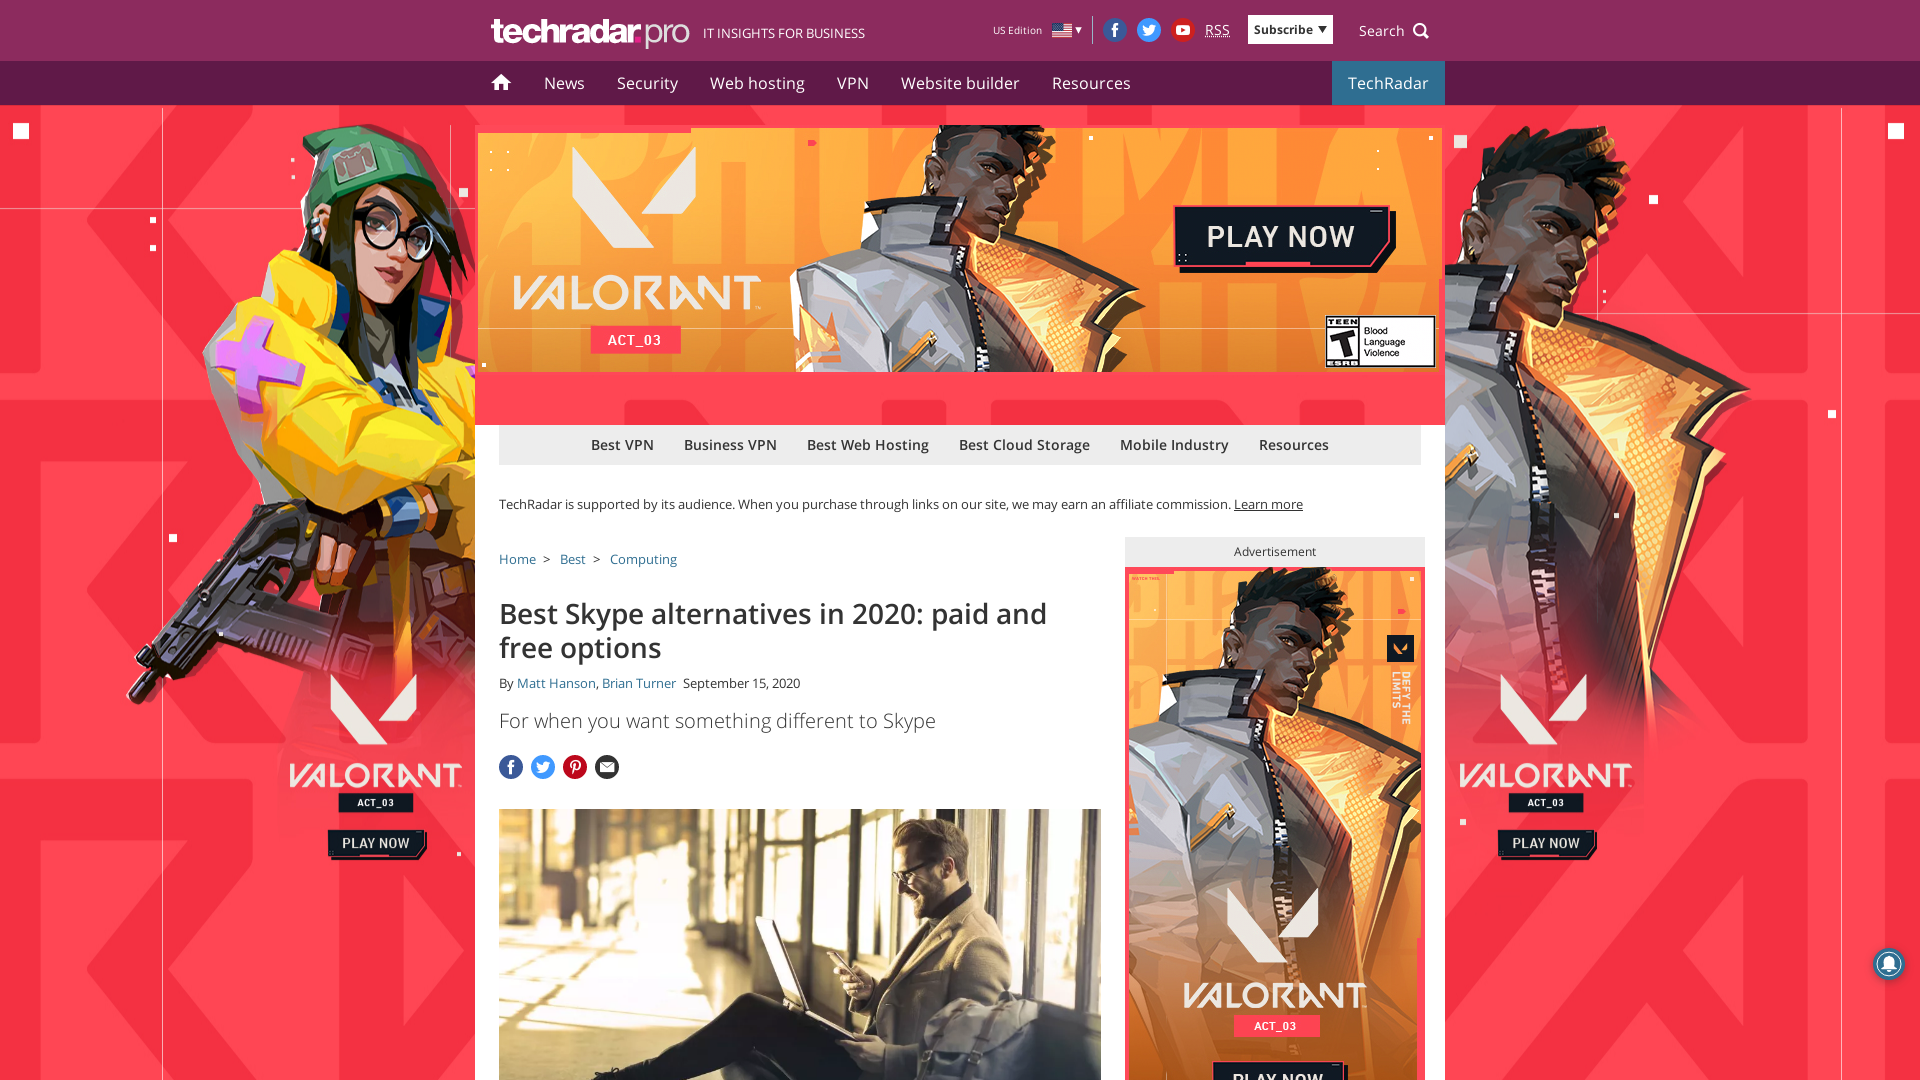 techradar.pro IT INSIGHTS FOR BUSINESS
US Edition
RSS
Subscribe
Search
News Security Web hosting VPN Website builder Resources TechRadar
VALORANT
ACT_03
PLAY NOW
TEEN
T
ESRB
Blood
Language
Violence
Best VPN Business VPN Best Web Hosting Best Cloud Storage Mobile Industry Resources
TechRadar is supported by its audience. When you purchase through links on our site, we may earn an affiliate commission. Learn more
Home > Best > Computing
Advertisement
Best Skype alternatives in 2020: paid and
free options
By Matt Hanson, Brian Turner September 15, 2020
For when you want something different to Skype
DEFY THE
LIMITS
VALORANT
ACT_03
PLAY NOW
VALORANT
ACT_03
PLAY NOW
VALORANT
ACT_03
PLAY NOW